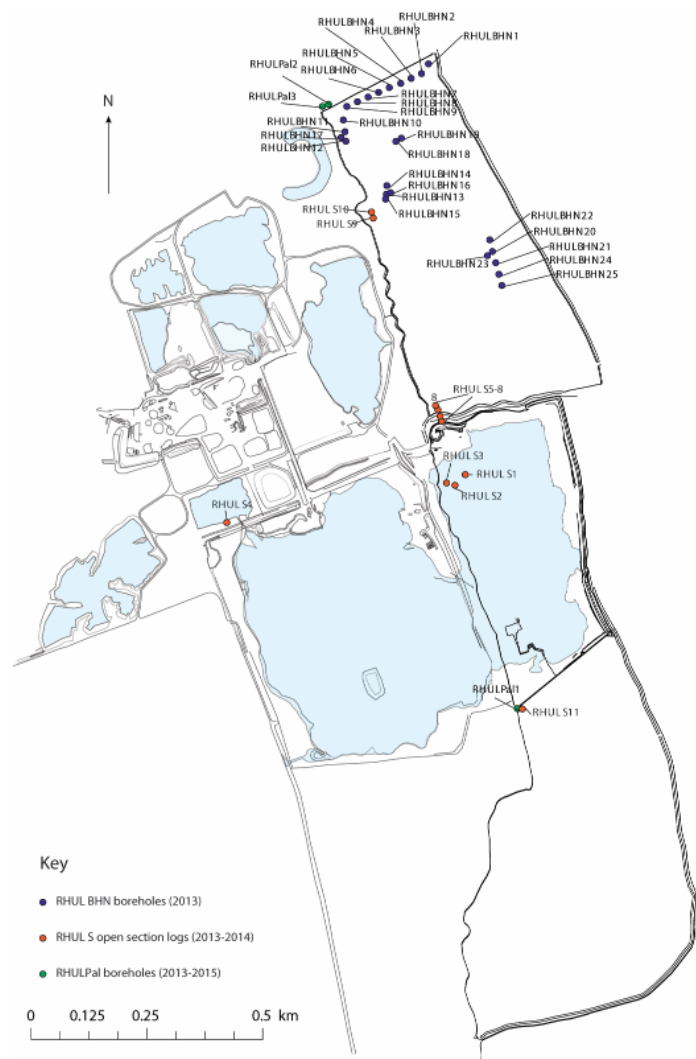 RHULBHN2
RHULBHN4
RHULBHN3
RHULBHN1
RHULBHN5
RHULPal2
RHULBHN6
RHULPal3
RHULBHN7
RHULBHN8
RHULBHN9
N
RHULBHN11
RHULBHN10
RHULBHN17
RHULBHN19
RHULBHN12
RHULBHN18
RHULBHN14
RHULBHN16
RHULBHN13
RHUL S10
RHULBHN15
RHUL S9
RHULBHN22
RHULBHN20
RHULBHN21
RHULBHN23
RHULBHN24
RHULBHN25
RHUL S5-8
8
RHUL S3
RHUL S1
RHUL S2
RHUL S4
RHULPal1
RHUL S11
Key
RHUL BHN boreholes (2013)
RHUL S open section logs (2013-2014)
RHULPal boreholes (2013-2015)
0 0.125 0.25 0.5 km